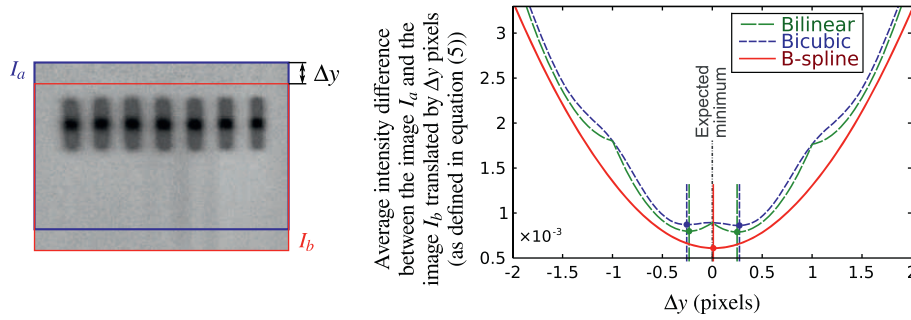 I_a
Δy
I_b
Average intensity difference
between the image I_a and the
image I_b translated by Δy pixels
(as defined in equation (5))
3
2.5
2
1.5
1
0.5
×10⁻³
Expected
minimum
Bilinear
Bicubic
B-spline
-2 -1.5 -1 -0.5 0 0.5 1 1.5 2
Δy (pixels)